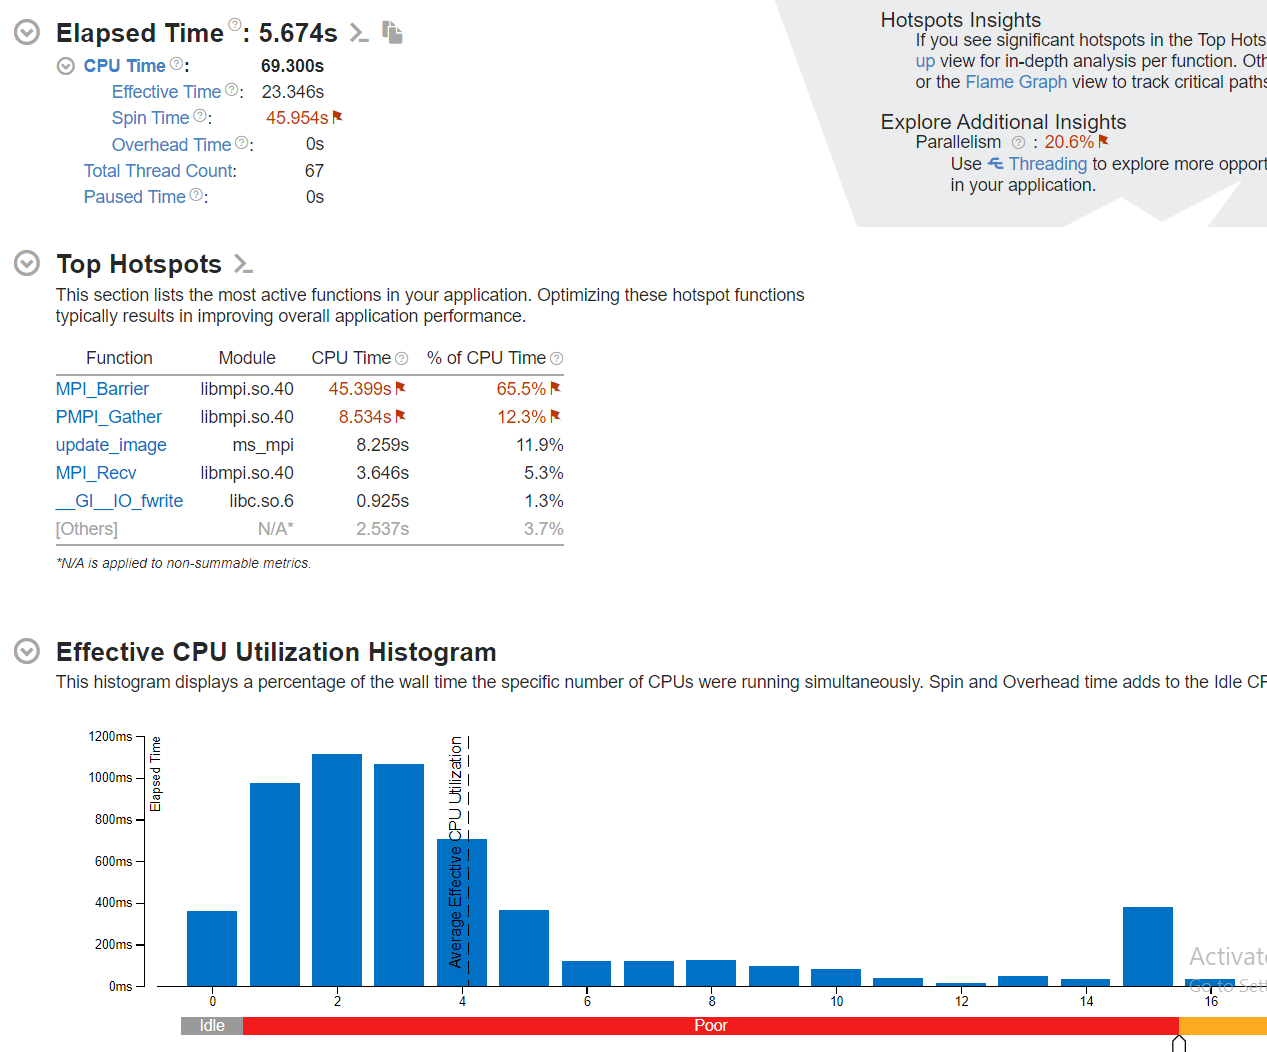 Elapsed Time ? : 5.674s
CPU Time ? : 69.300s
Effective Time ? : 23.346s
Spin Time ? : 45.954s
Overhead Time ? : 0s
Total Thread Count: 67
Paused Time ? : 0s
Hotspots Insights
If you see significant hotspots in the Top Hots
up view for in-depth analysis per function. Oth
or the Flame Graph view to track critical paths
Explore Additional Insights
Parallelism ? : 20.6%
Use Threading to explore more opport
in your application.
Top Hotspots
This section lists the most active functions in your application. Optimizing these hotspot functions
typically results in improving overall application performance.
Function Module CPU Time ? % of CPU Time ?
MPI_Barrier libmpi.so.40 45.399s 65.5%
PMPI_Gather libmpi.so.40 8.534s 12.3%
update_image ms_mpi 8.259s 11.9%
MPI_Recv libmpi.so.40 3.646s 5.3%
__GI__IO_fwrite libc.so.6 0.925s 1.3%
[Others] N/A* 2.537s 3.7%
*N/A is applied to non-summable metrics.
Effective CPU Utilization Histogram
This histogram displays a percentage of the wall time the specific number of CPUs were running simultaneously. Spin and Overhead time adds to the Idle CP
1200ms
1000ms
800ms
600ms
400ms
200ms
0ms
Elapsed Time
Average Effective CPU Utilization
0 2 4 6 8 10 12 14 16
Idle Poor
Activate
Go to Sett